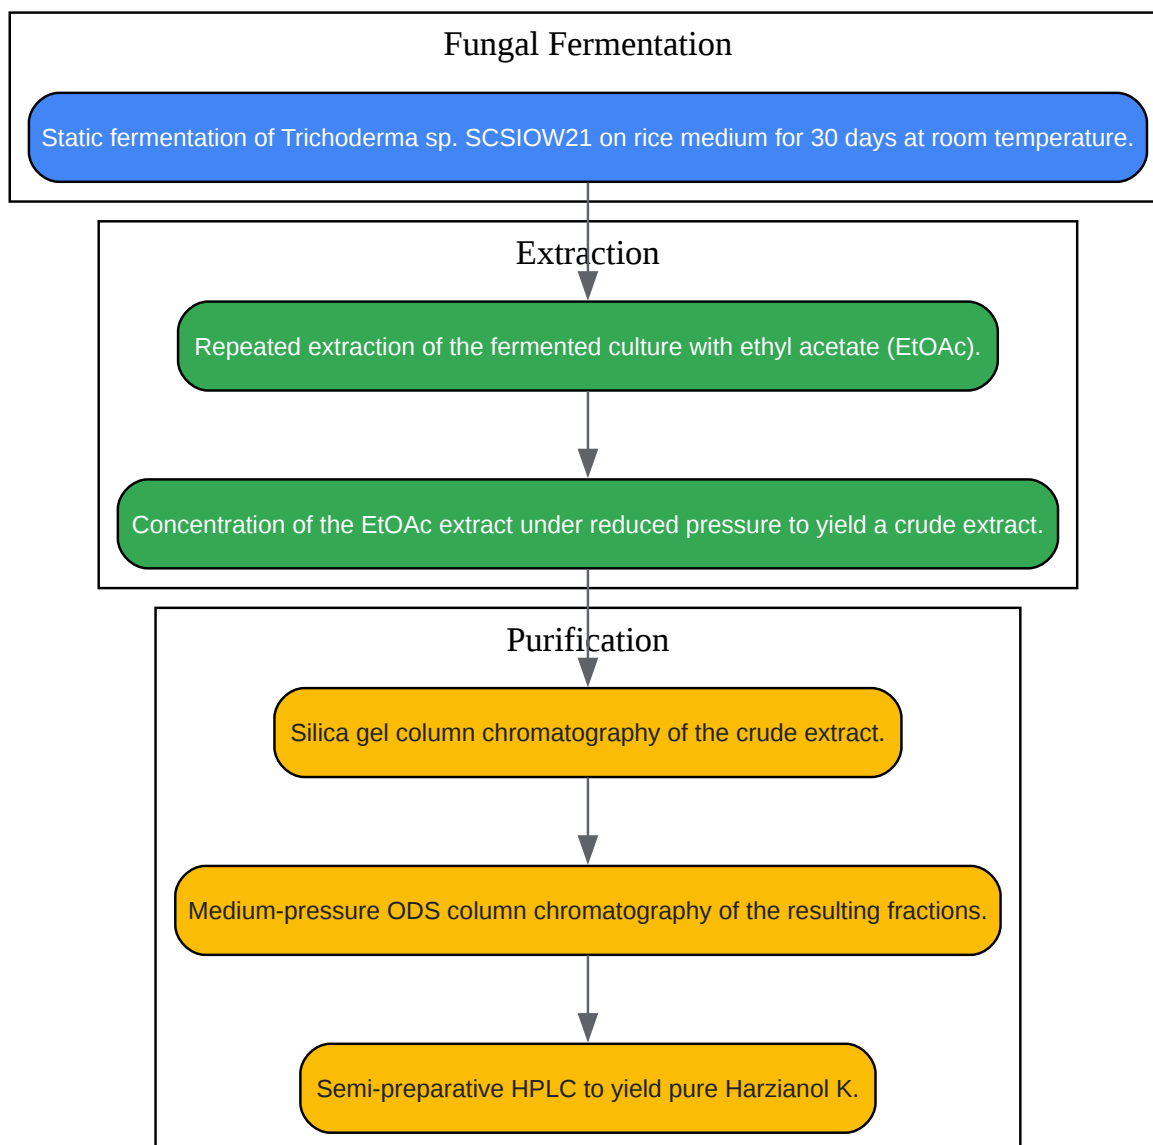 Fungal Fermentation
Static fermentation of Trichoderma sp. SCSIOW21 on rice medium for 30 days at room temperature.
Extraction
Repeated extraction of the fermented culture with ethyl acetate (EtOAc).
Concentration of the EtOAc extract under reduced pressure to yield a crude extract.
Purification
Silica gel column chromatography of the crude extract.
Medium-pressure ODS column chromatography of the resulting fractions.
Semi-preparative HPLC to yield pure Harzianol K.